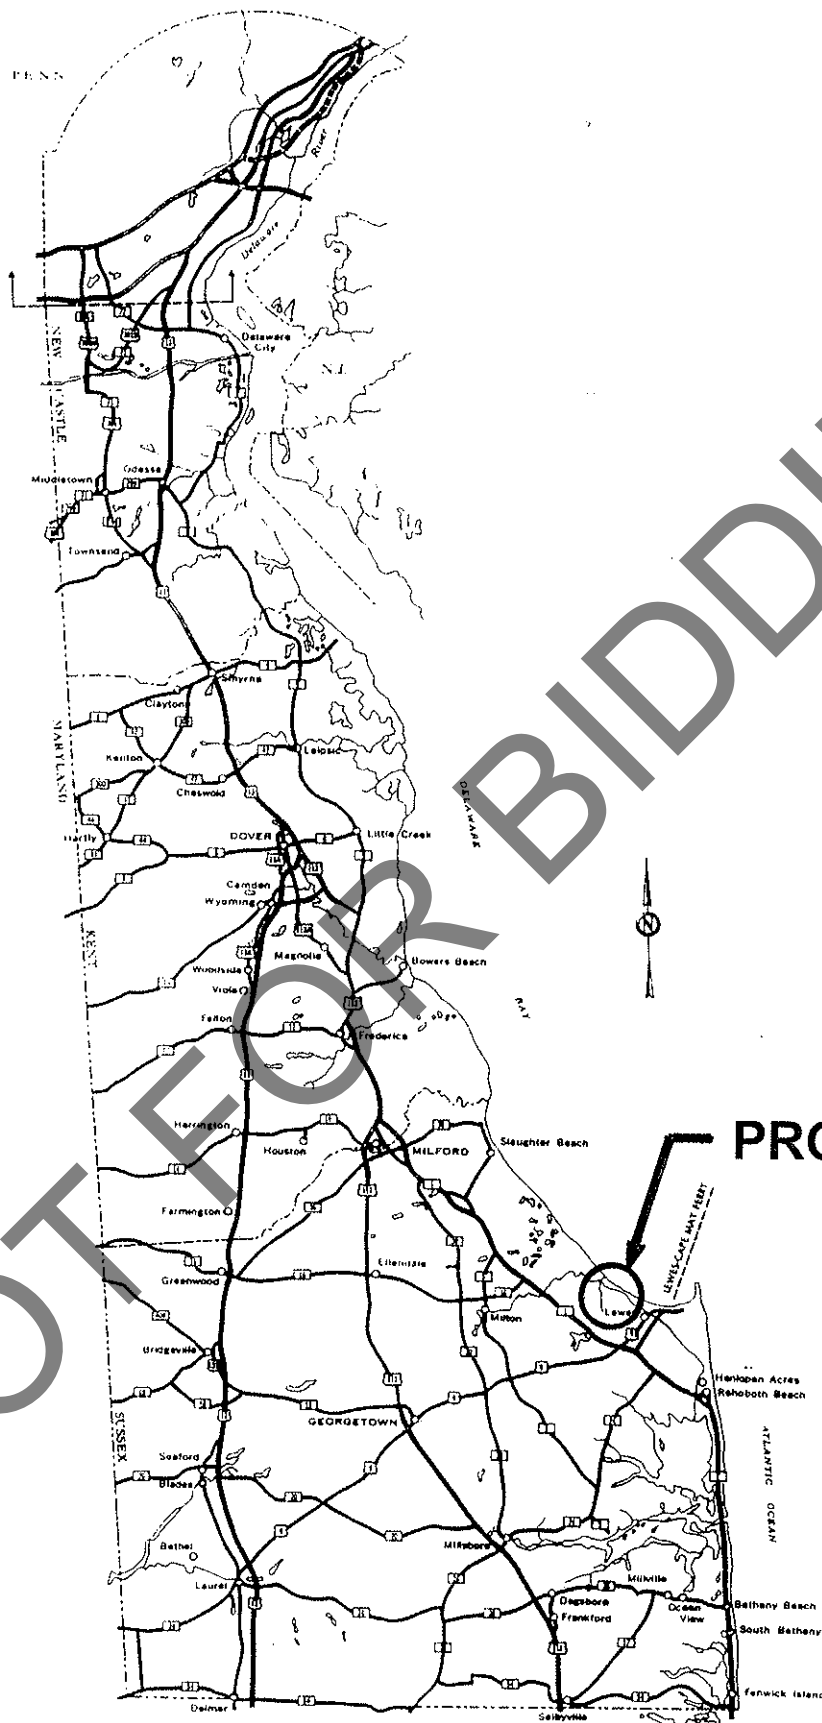 PENN
River
Delaware
NEW CASTLE
Delaware
City
N.J.
Middletown
Odessa
Townsend
Smyrna
Clayton
MARYLAND
Kenton
Leipsic
Cheswold
DELAWARE
Hartly
DOVER
Little Creek
Camden
Wyoming
N
KENT
Magnolia
Woodside
Bowers Beach
Viola
BAY
Felton
Frederica
Harrington
Houston
MILFORD
Slaughter Beach
PRO
Farmington
LEWES-CAPE MAY FERRY
Greenwood
Ellendale
Milton
Lewes
Bridgeville
Henlopen Acres
Rehoboth Beach
SUSSEX
GEORGETOWN
ATLANTIC OCEAN
Seaford
Blades
Bethel
Millsboro
Laurel
Millville
Dagsboro
Ocean
View
Bethany Beach
Frankford
South Bethany
Delmar
Selbyville
Fenwick Island
OT FOR BIDDI